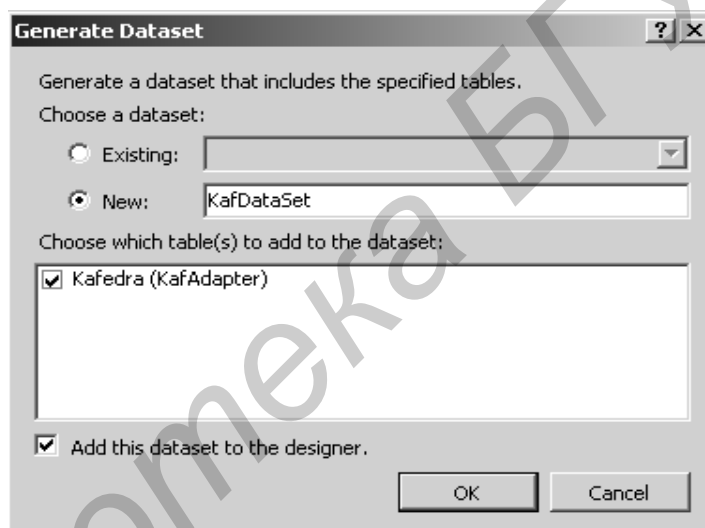 Generate Dataset
Generate a dataset that includes the specified tables.
Choose a dataset:
Existing:
New: KafDataSet
Choose which table(s) to add to the dataset:
Kafedra (KafAdapter)
Add this dataset to the designer.
OK Cancel